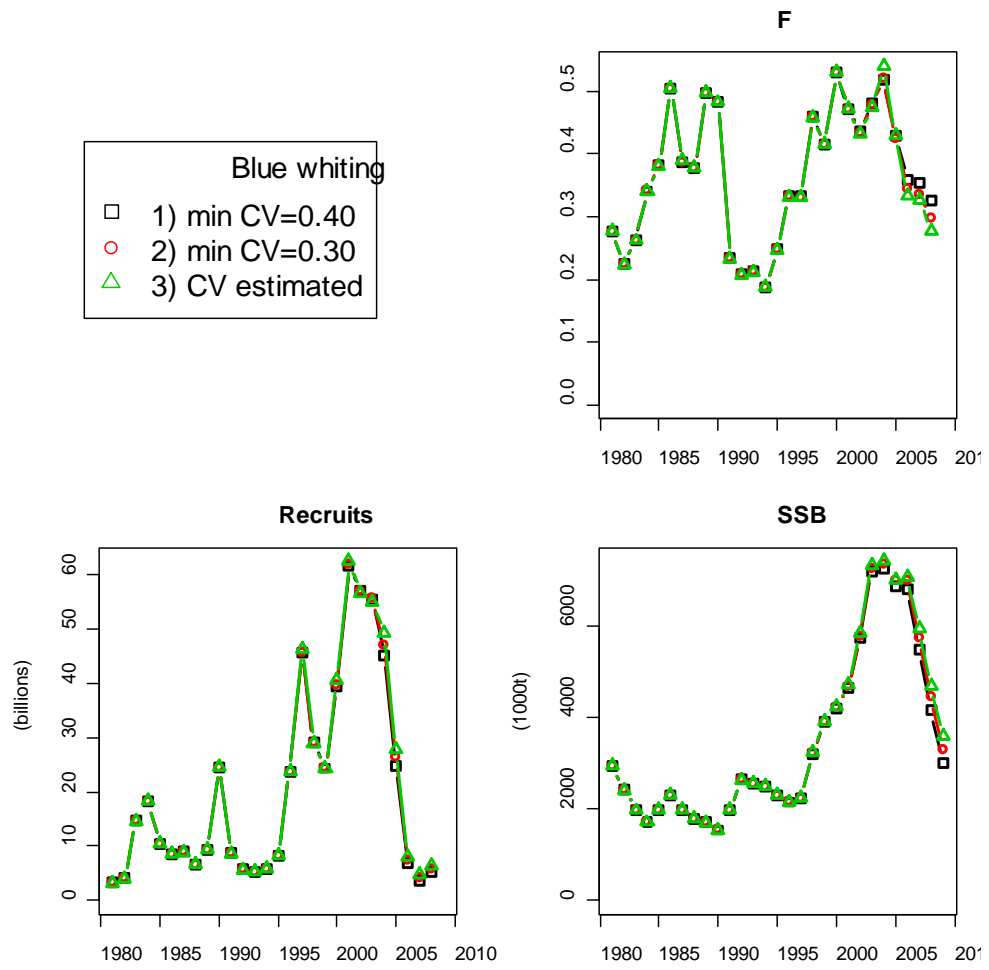 F
Blue whiting
1) min CV=0.40
2) min CV=0.30
3) CV estimated
0.5
0.4
0.3
0.2
0.1
0.0
1980 1985 1990 1995 2000 2005 201
Recruits
(billions)
60
50
40
30
20
10
0
1980 1985 1990 1995 2000 2005 2010
SSB
(1000t)
6000
4000
2000
0
1980 1985 1990 1995 2000 2005 201